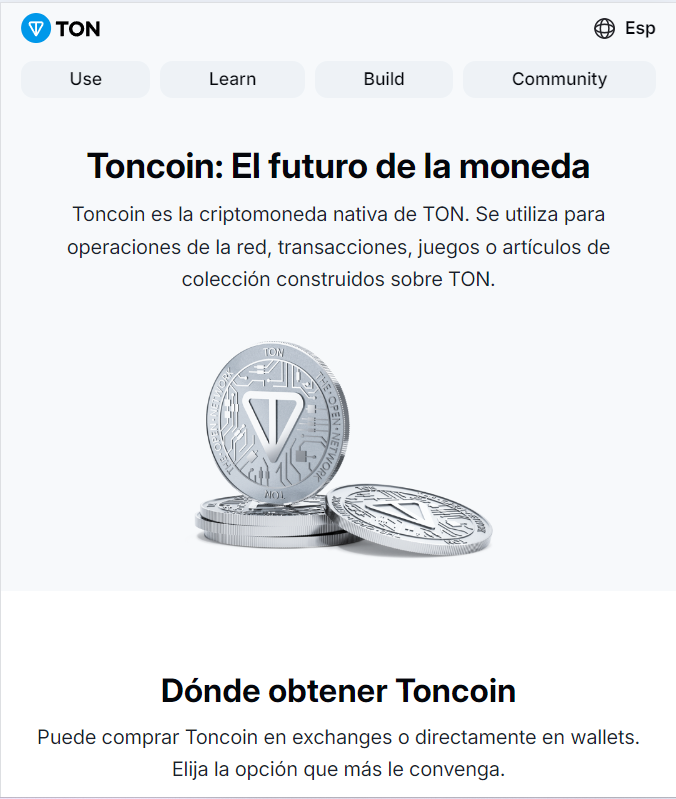 TON
Esp
Use
Learn
Build
Community
Toncoin: El futuro de la moneda
Toncoin es la criptomoneda nativa de TON. Se utiliza para
operaciones de la red, transacciones, juegos o artículos de
colección construidos sobre TON.
TON
THE OPEN NETWORK
THE OPEN NETWORK
TON
Dónde obtener Toncoin
Puede comprar Toncoin en exchanges o directamente en wallets.
Elija la opción que más le convenga.